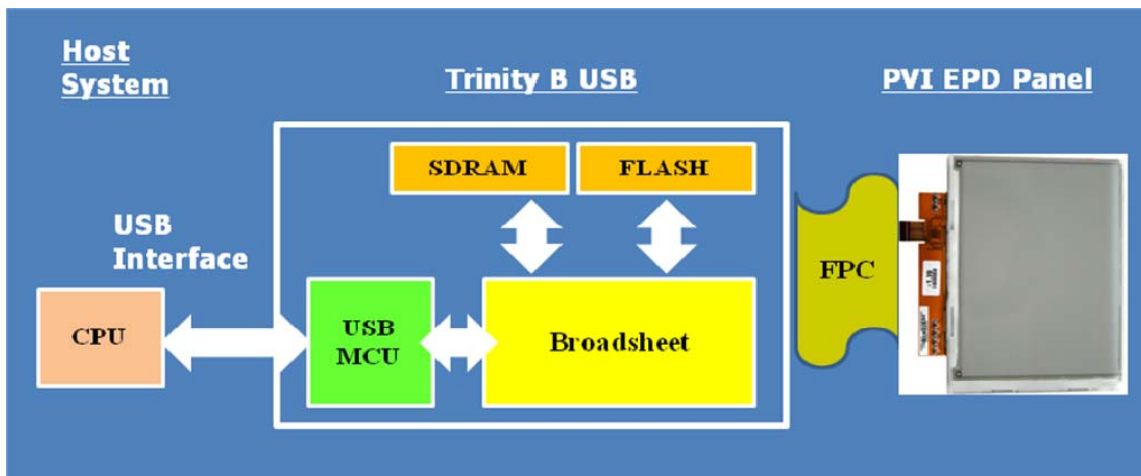 Host
System
Trinity B USB
PVI EPD Panel
SDRAM
FLASH
USB
Interface
FPC
CPU
USB
MCU
Broadsheet